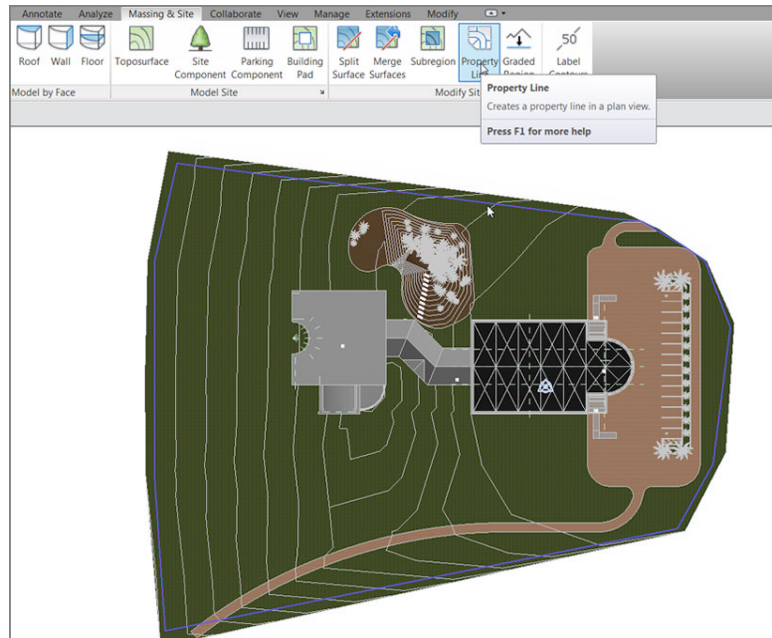 Annotate Analyze Massing & Site Collaborate View Manage Extensions Modify
Roof Wall Floor Toposurface Site Component Parking Component Building Pad Split Surface Merge Surfaces Subregion Property Line Graded Region 50 Label Contours
Model by Face Model Site Modify Sit
Property Line
Creates a property line in a plan view.
Press F1 for more help